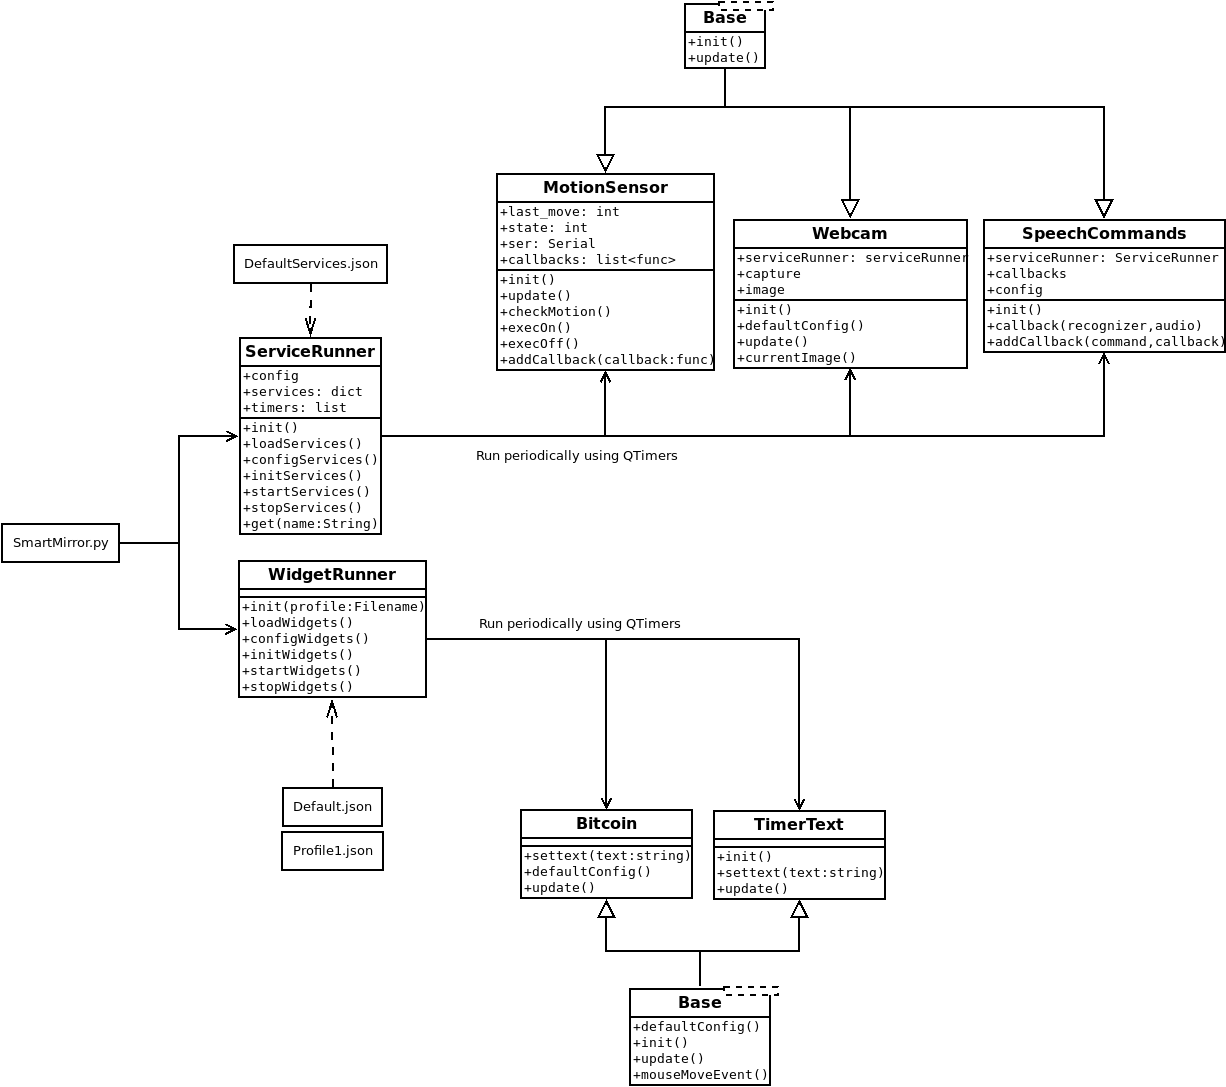 Base
+init()
+update()
MotionSensor
+last_move: int
+state: int
+ser: Serial
+callbacks: list<func>
+init()
+update()
+checkMotion()
+execOn()
+execOff()
+addCallback(callback:func)
Webcam
+serviceRunner: serviceRunner
+capture
+image
+init()
+defaultConfig()
+update()
+currentImage()
SpeechCommands
+serviceRunner: ServiceRunner
+callbacks
+config
+init()
+callback(recognizer,audio)
+addCallback(command,callback)
DefaultServices.json
ServiceRunner
+config
+services: dict
+timers: list
+init()
+loadServices()
+configServices()
+initServices()
+startServices()
+stopServices()
+get(name:String)
Run periodically using QTimers
SmartMirror.py
WidgetRunner
+init(profile:Filename)
+loadWidgets()
+configWidgets()
+initWidgets()
+startWidgets()
+stopWidgets()
Run periodically using QTimers
Default.json
Profile1.json
Bitcoin
+settext(text:string)
+defaultConfig()
+update()
TimerText
+init()
+settext(text:string)
+update()
Base
+defaultConfig()
+init()
+update()
+mouseMoveEvent()